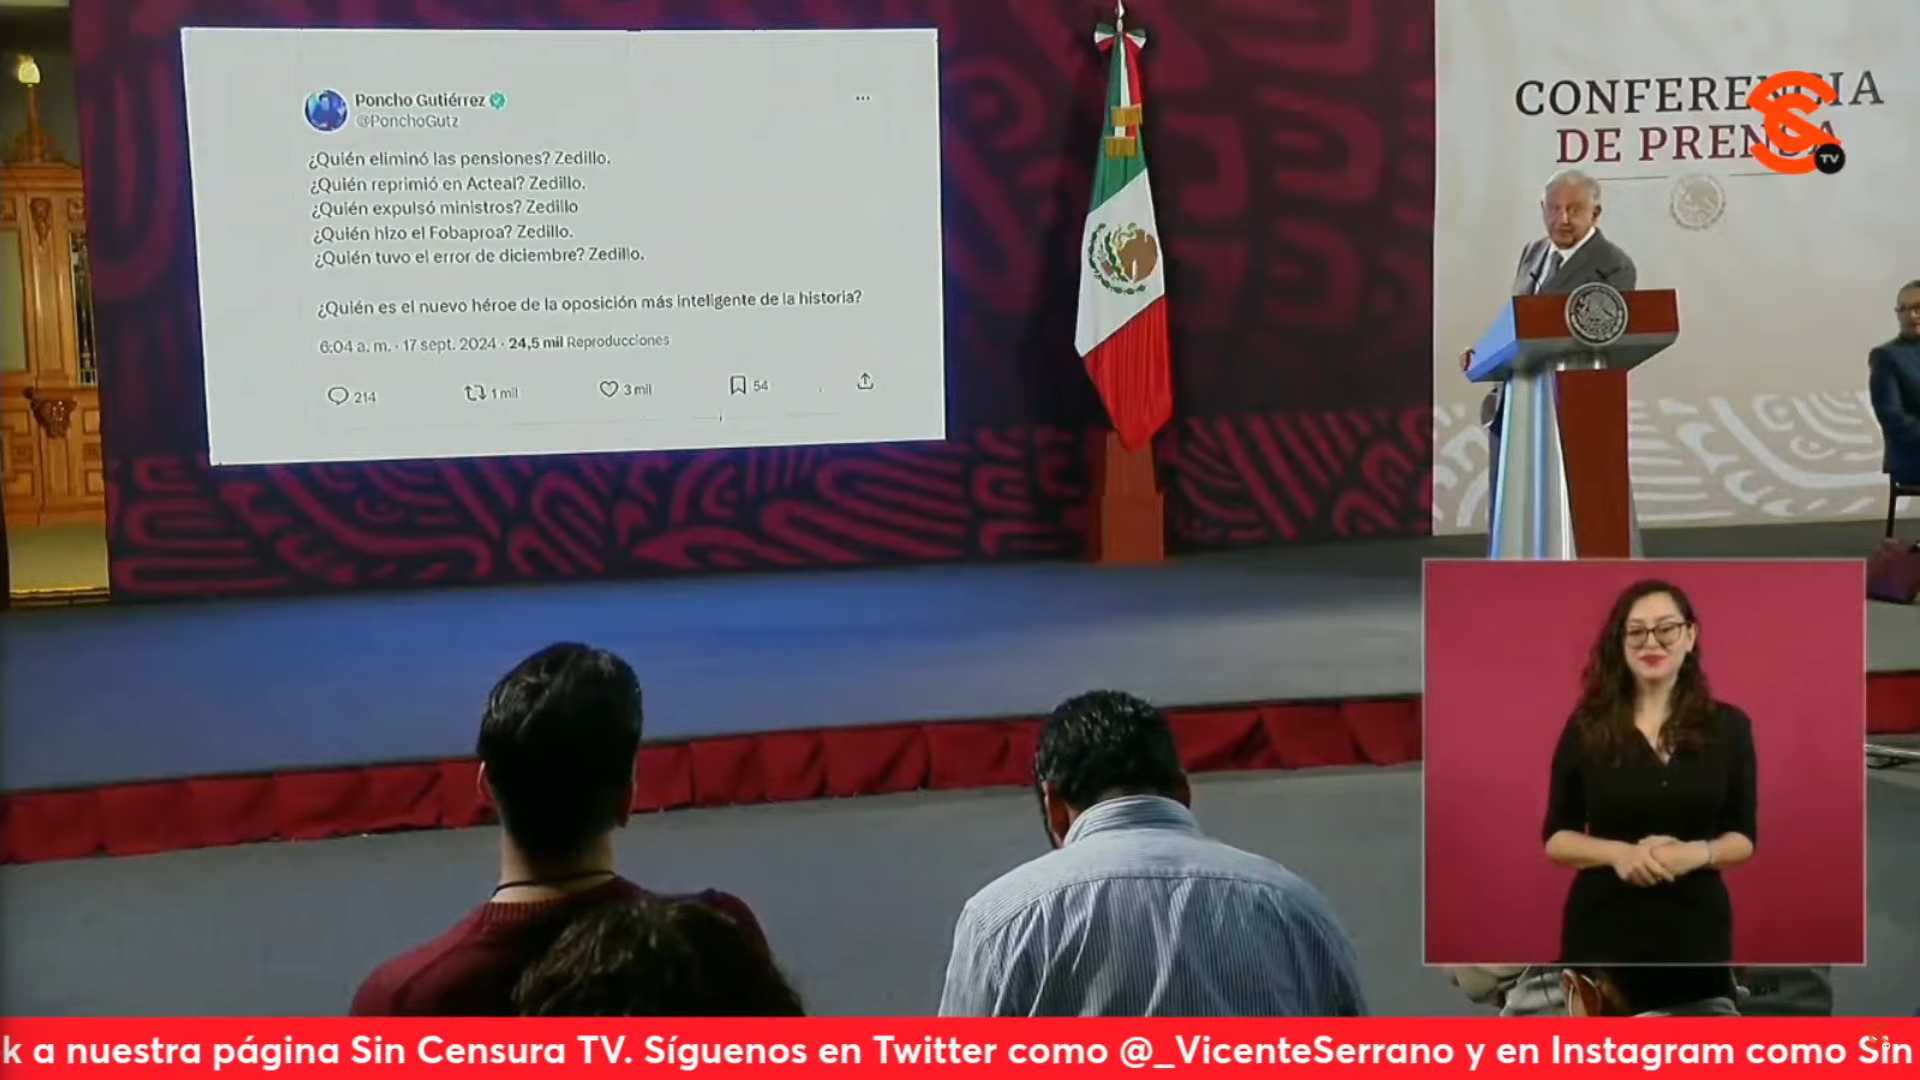 Poncho Gutiérrez
@PonchoGutz
¿Quién eliminó las pensiones? Zedillo.
¿Quién reprimió en Acteal? Zedillo.
¿Quién expulsó ministros? Zedillo
¿Quién hizo el Fobaproa? Zedillo.
¿Quién tuvo el error de diciembre? Zedillo.
¿Quién es el nuevo héroe de la oposición más inteligente de la historia?
6:04 a. m. · 17 sept. 2024 · 24,5 mil Reproducciones
214 1 mil 3 mil 54
CONFERENCIA
DE PRENSA
TV
k a nuestra página Sin Censura TV. Síguenos en Twitter como @_VicenteSerrano y en Instagram como Sin